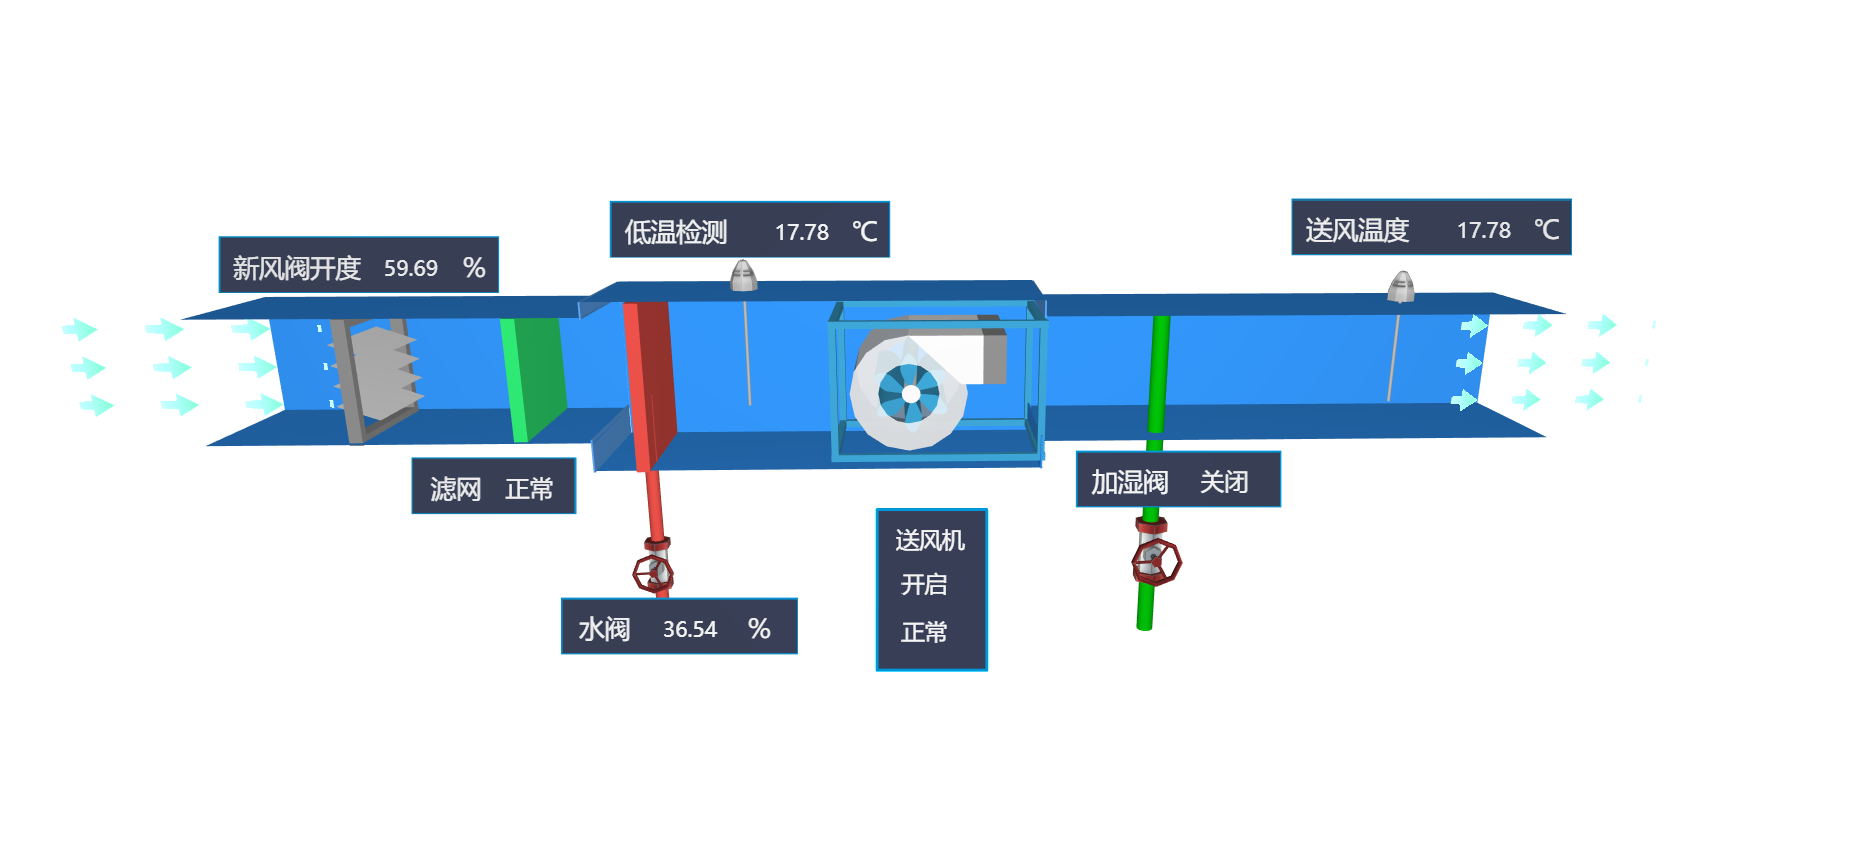 低温检测 17.78 ℃
送风温度 17.78 ℃
新风阀开度 59.69 %
滤网 正常
加湿阀 关闭
送风机
开启
正常
水阀 36.54 %